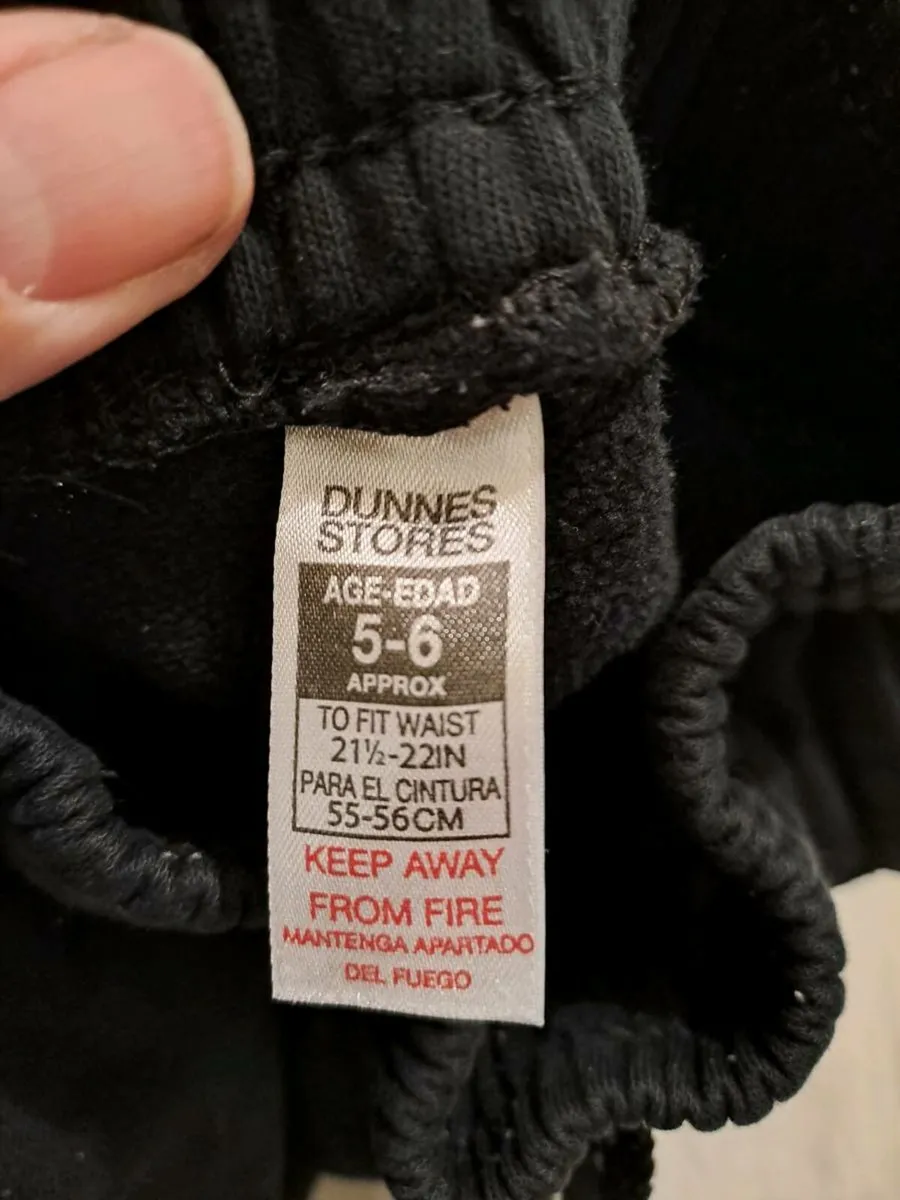 DUNNES
STORES
AGE-EDAD
5-6
APPROX
TO FIT WAIST
21½-22IN
PARA EL CINTURA
55-56CM
KEEP AWAY
FROM FIRE
MANTENGA APARTADO
DEL FUEGO